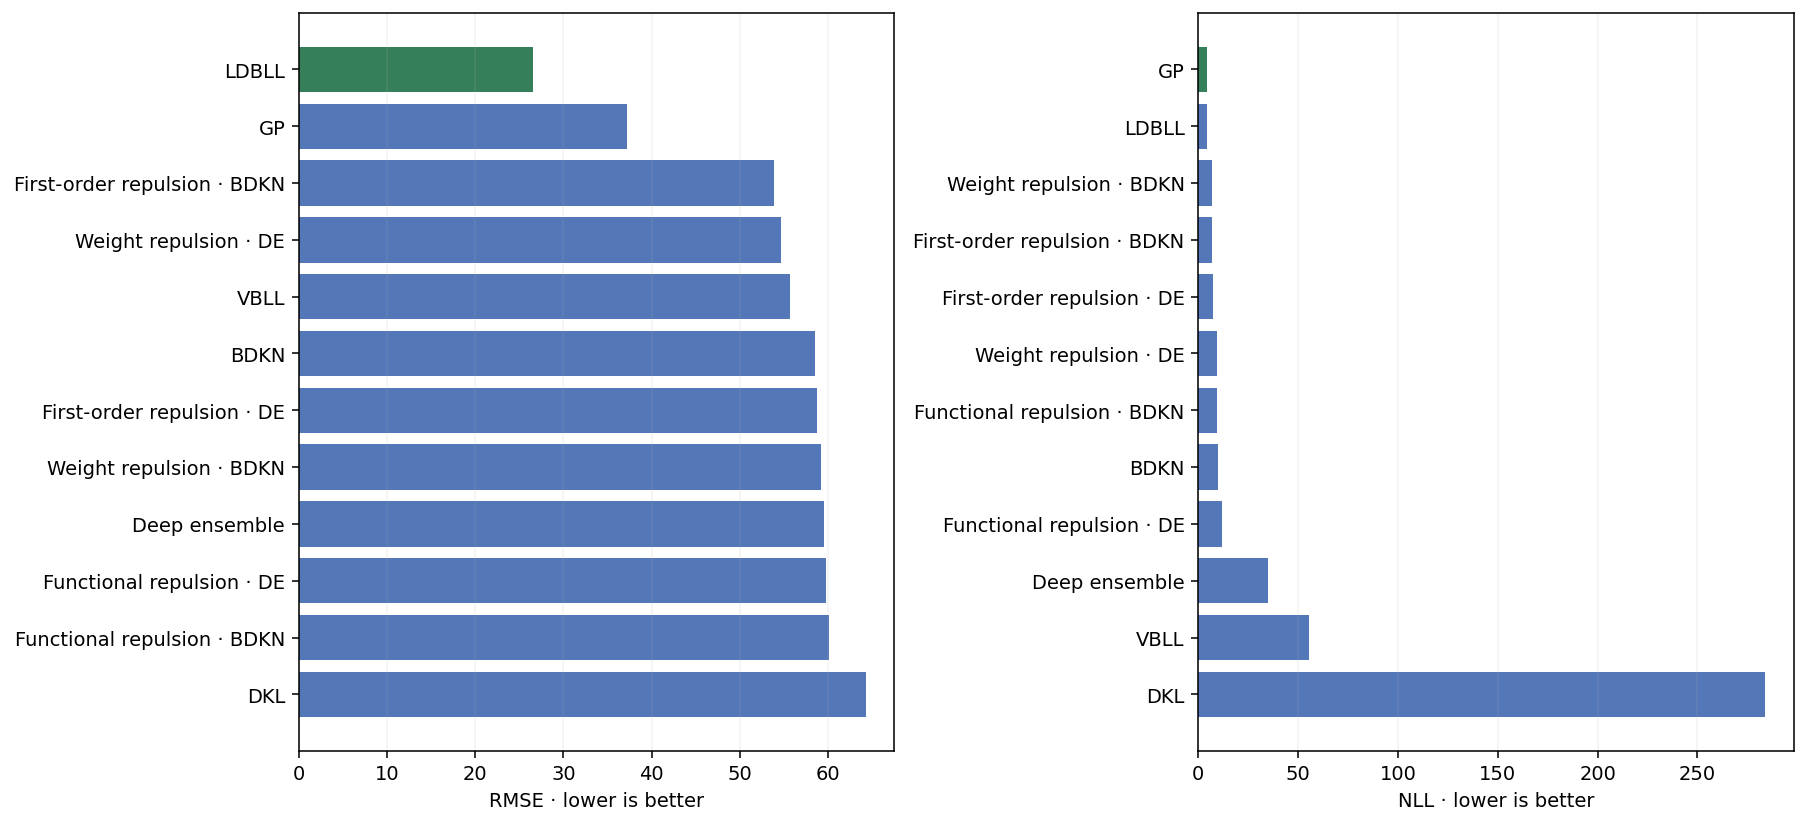 LDBLL
GP
First-order repulsion · BDKN
Weight repulsion · DE
VBLL
BDKN
First-order repulsion · DE
Weight repulsion · BDKN
Deep ensemble
Functional repulsion · DE
Functional repulsion · BDKN
DKL
0 10 20 30 40 50 60
RMSE · lower is better
GP
LDBLL
Weight repulsion · BDKN
First-order repulsion · BDKN
First-order repulsion · DE
Weight repulsion · DE
Functional repulsion · BDKN
BDKN
Functional repulsion · DE
Deep ensemble
VBLL
DKL
0 50 100 150 200 250
NLL · lower is better